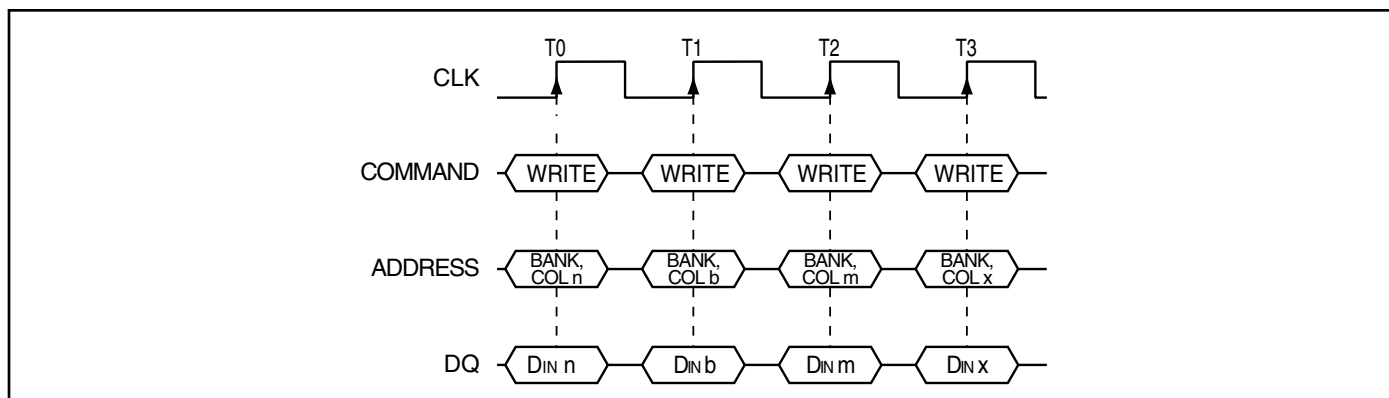 T0 T1 T2 T3
CLK
COMMAND WRITE WRITE WRITE WRITE
ADDRESS BANK, COL n BANK, COL b BANK, COL m BANK, COL x
DQ DIN n DIN b DIN m DIN x